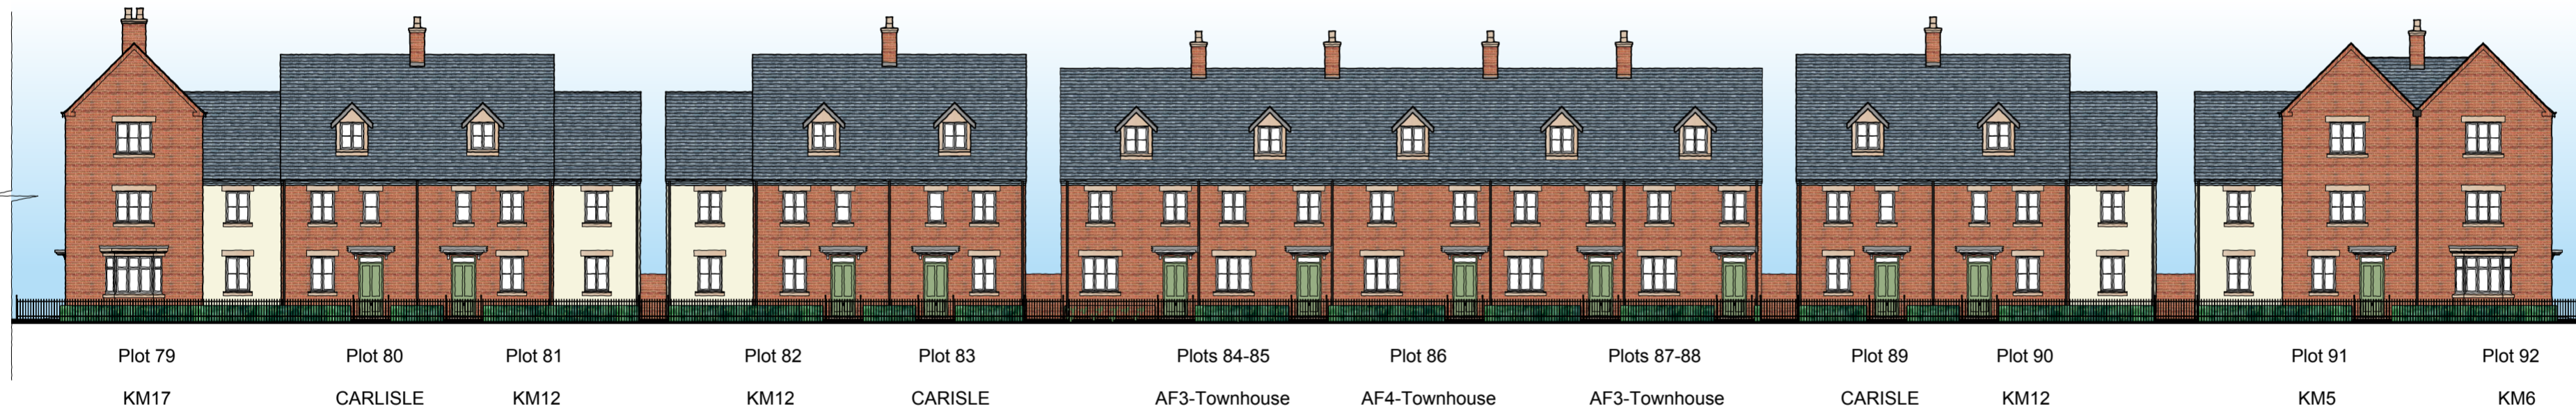 Plot 79 Plot 80 Plot 81 Plot 82 Plot 83 Plots 84-85 Plot 86 Plots 87-88 Plot 89 Plot 90 Plot 91 Plot 92
KM17 CARLISLE KM12 KM12 CARISLE AF3-Townhouse AF4-Townhouse AF3-Townhouse CARISLE KM12 KM5 KM6